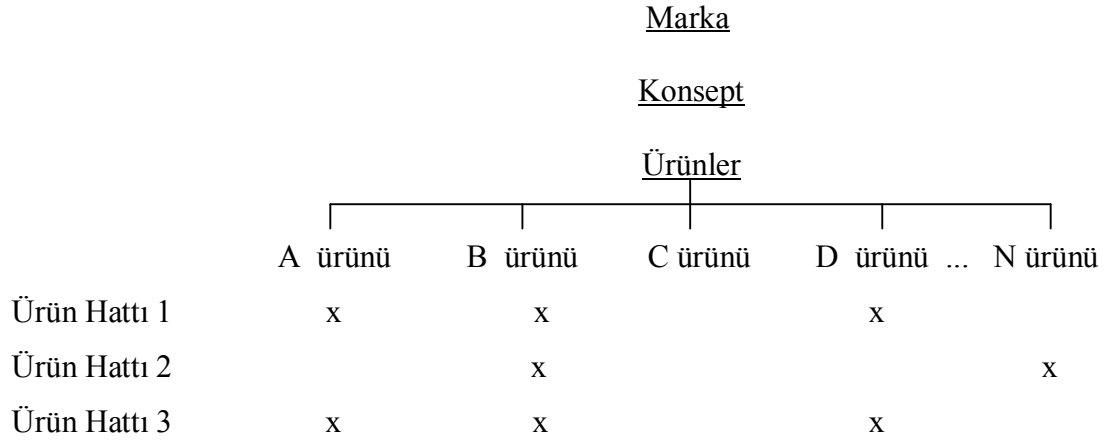 Marka
Konsept
Ürünler
A ürünü B ürünü C ürünü D ürünü ... N ürünü
Ürün Hattı 1 x x x
Ürün Hattı 2 x x
Ürün Hattı 3 x x x